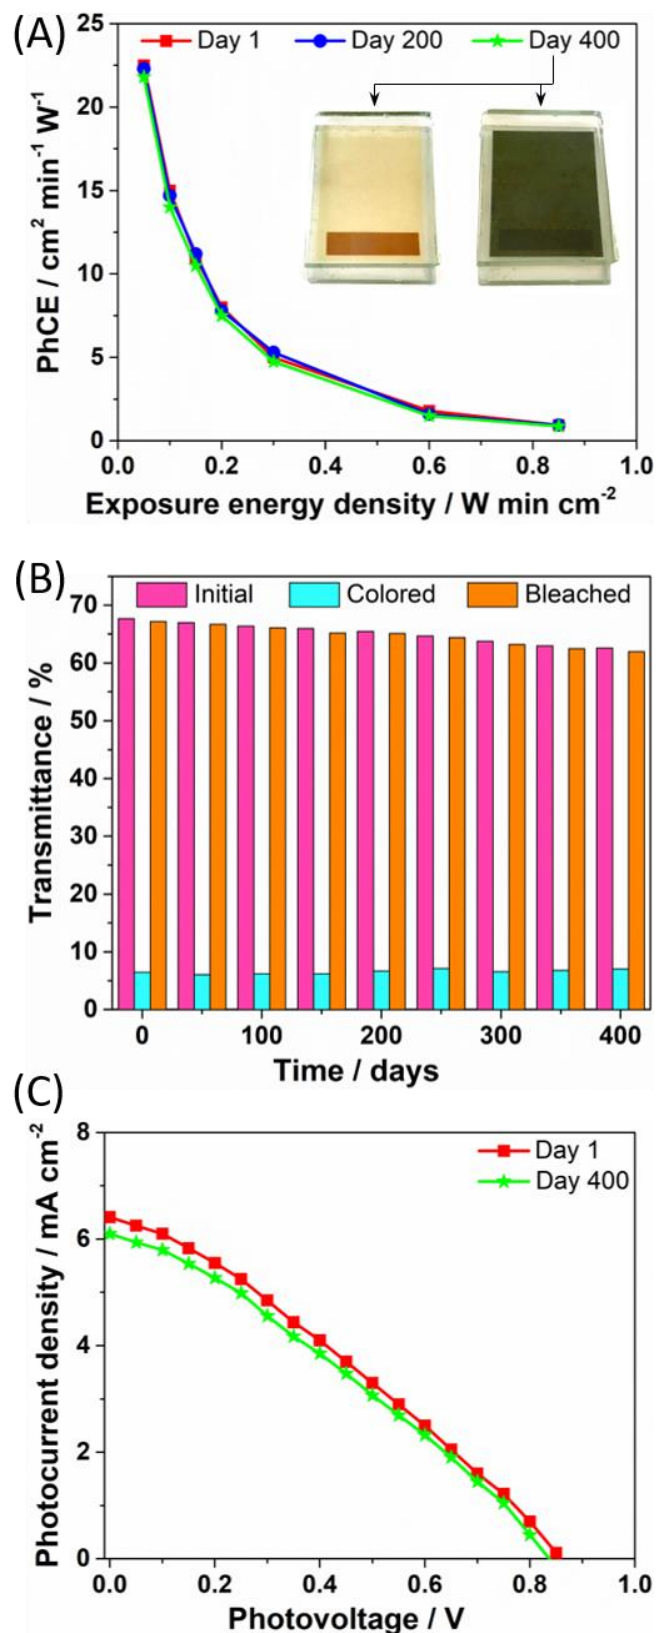 (A)
Day 1 Day 200 Day 400
PhCE / cm² min⁻¹ W⁻¹
25
20
15
10
5
0
0.0 0.2 0.4 0.6 0.8 1.0
Exposure energy density / W min cm⁻²
(B)
Initial Colored Bleached
Transmittance / %
70
60
50
40
30
20
10
0
0 100 200 300 400
Time / days
(C)
Day 1
Day 400
Photocurrent density / mA cm⁻²
8
6
4
2
0
0.0 0.2 0.4 0.6 0.8 1.0
Photovoltage / V